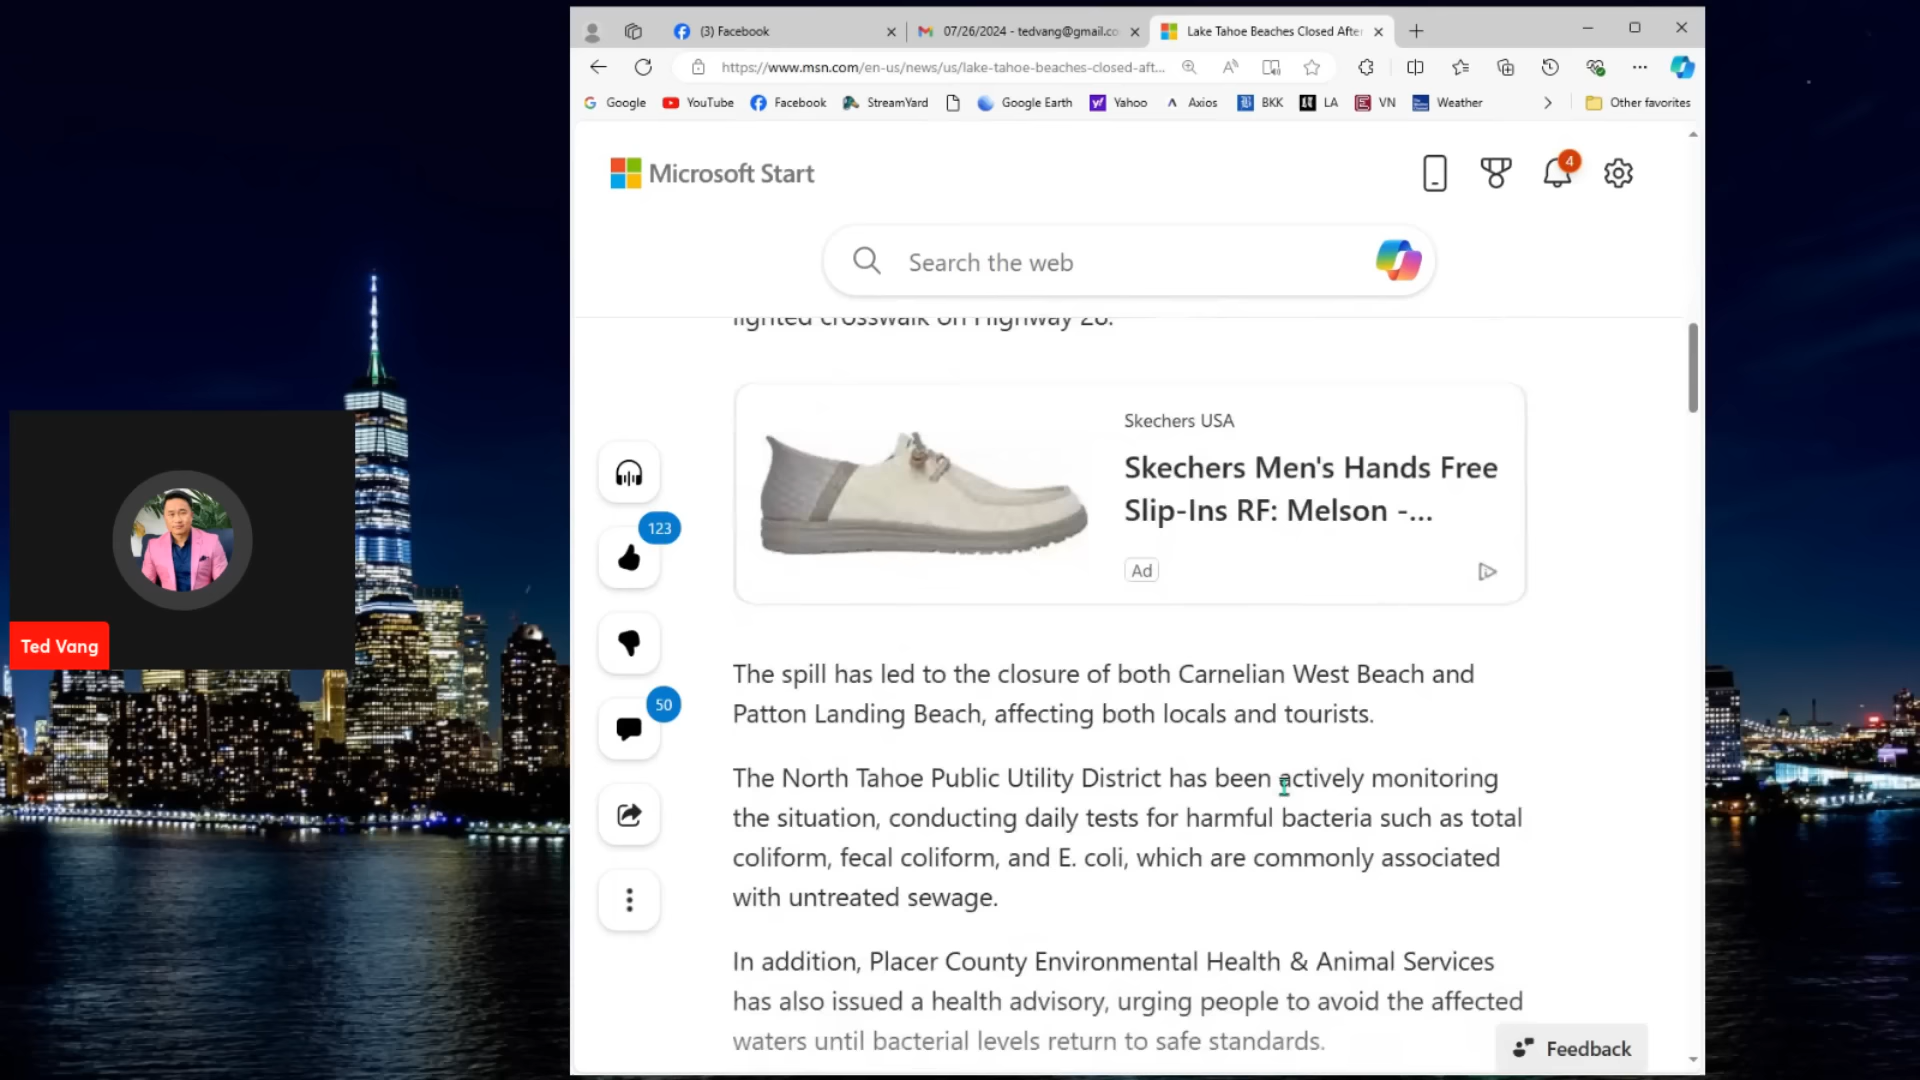 (3) Facebook
07/26/2024 - tedvang@gmail.co
Lake Tahoe Beaches Closed After
https://www.msn.com/en-us/news/us/lake-tahoe-beaches-closed-aft...
Google
YouTube
Facebook
StreamYard
Google Earth
Yahoo
Axios
BKK
LA
VN
Weather
Other favorites
Microsoft Start
4
Search the web
lighted crosswalk on Highway 28.
Skechers USA
Skechers Men's Hands Free
Slip-Ins RF: Melson -...
Ad
123
50
Ted Vang
The spill has led to the closure of both Carnelian West Beach and
Patton Landing Beach, affecting both locals and tourists.
The North Tahoe Public Utility District has been actively monitoring
the situation, conducting daily tests for harmful bacteria such as total
coliform, fecal coliform, and E. coli, which are commonly associated
with untreated sewage.
In addition, Placer County Environmental Health & Animal Services
has also issued a health advisory, urging people to avoid the affected
waters until bacterial levels return to safe standards.
Feedback